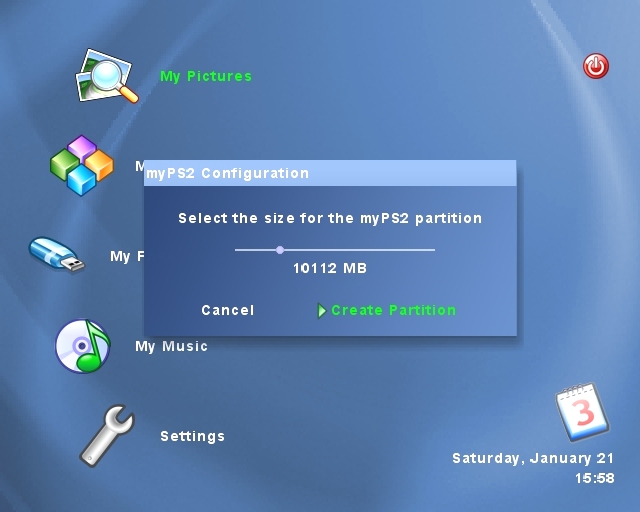 My Pictures
myPS2 Configuration
Select the size for the myPS2 partition
10112 MB
Cancel
Create Partition
My Music
Settings
3
Saturday, January 21
15:58